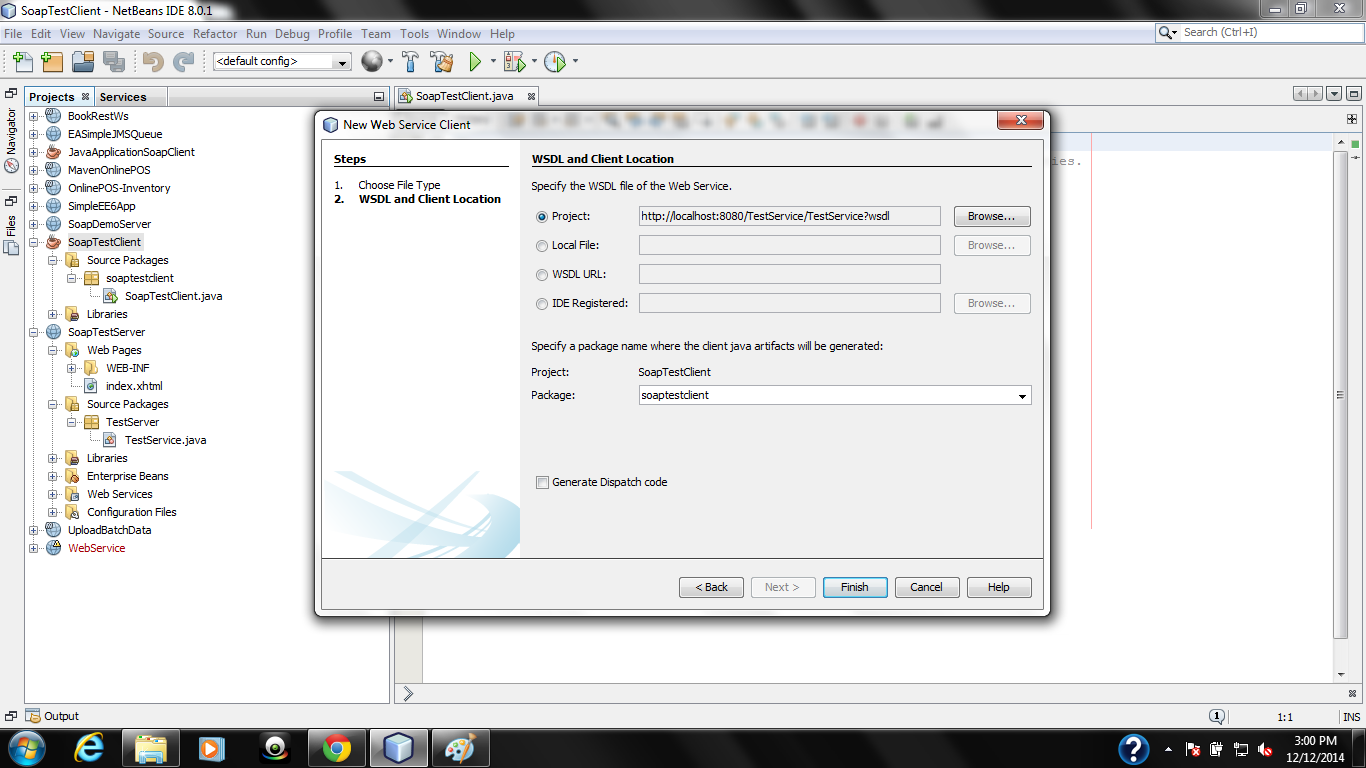 SoapTestClient - NetBeans IDE 8.0.1
File Edit View Navigate Source Refactor Run Debug Profile Team Tools Window Help
Search (Ctrl+I)
<default config>
Projects Services
SoapTestClient.java
Navigator
Files
BookRestWs
EASimpleJMSQueue
JavaApplicationSoapClient
MavenOnlinePOS
OnlinePOS-Inventory
SimpleEE6App
SoapDemoServer
SoapTestClient
Source Packages
soaptestclient
SoapTestClient.java
Libraries
SoapTestServer
Web Pages
WEB-INF
index.xhtml
Source Packages
TestServer
TestService.java
Libraries
Enterprise Beans
Web Services
Configuration Files
UploadBatchData
WebService
ies.
New Web Service Client
Steps
1. Choose File Type
2. WSDL and Client Location
WSDL and Client Location
Specify the WSDL file of the Web Service.
Project: http://localhost:8080/TestService/TestService?wsdl Browse...
Local File: Browse...
WSDL URL:
IDE Registered: Browse...
Specify a package name where the client java artifacts will be generated:
Project: SoapTestClient
Package: soaptestclient
Generate Dispatch code
< Back Next > Finish Cancel Help
Output
1
1:1 INS
3:00 PM
12/12/2014